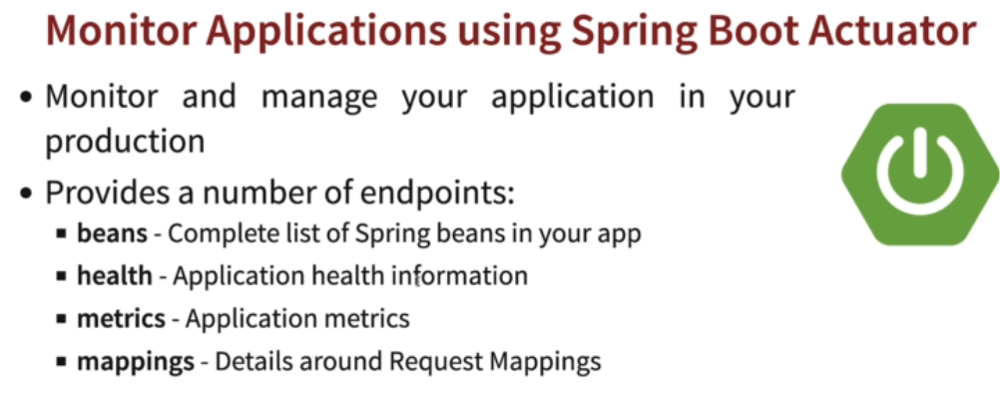 Monitor Applications using Spring Boot Actuator
• Monitor and manage your application in your
production
• Provides a number of endpoints:
▪ beans - Complete list of Spring beans in your app
▪ health - Application health information
▪ metrics - Application metrics
▪ mappings - Details around Request Mappings